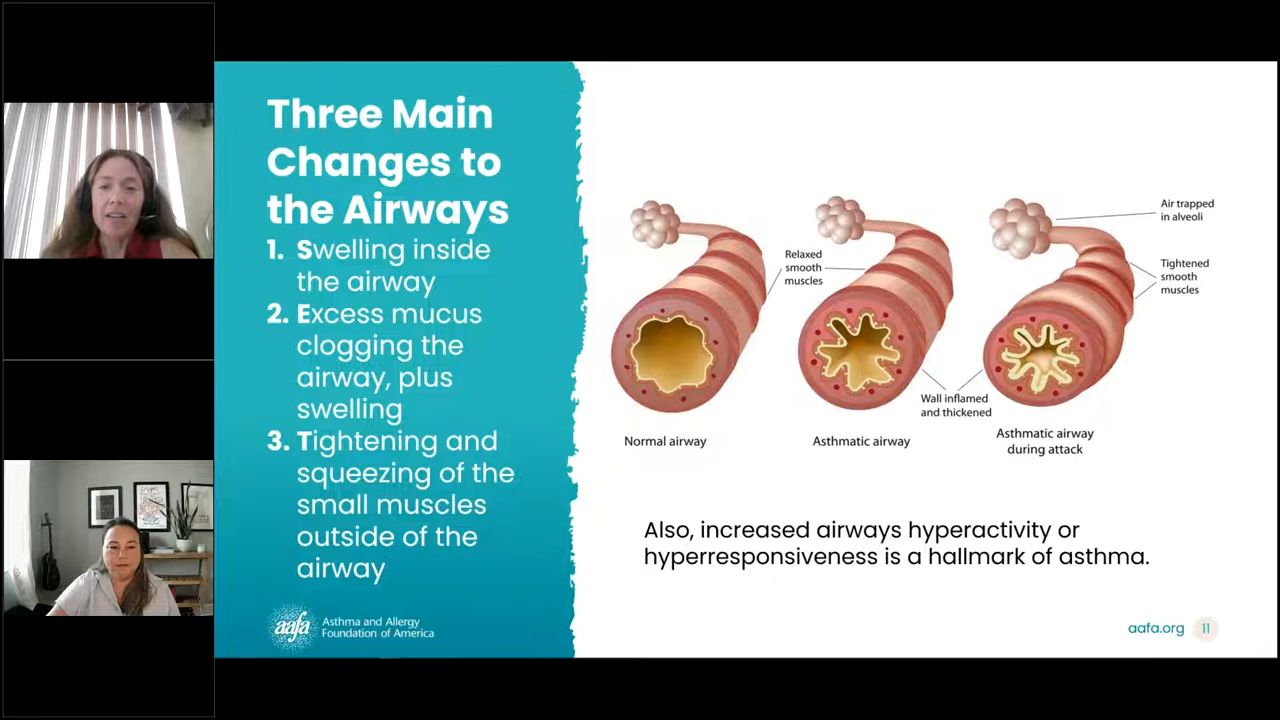 Three Main
Changes to
the Airways
1. Swelling inside
the airway
2. Excess mucus
clogging the
airway, plus
swelling
3. Tightening and
squeezing of the
small muscles
outside of the
airway
aafa
Asthma and Allergy
Foundation of America
Relaxed
smooth
muscles
Air trapped
in alveoli
Tightened
smooth
muscles
Wall inflamed
and thickened
Normal airway
Asthmatic airway
Asthmatic airway
during attack
Also, increased airways hyperactivity or
hyperresponsiveness is a hallmark of asthma.
aafa.org 11